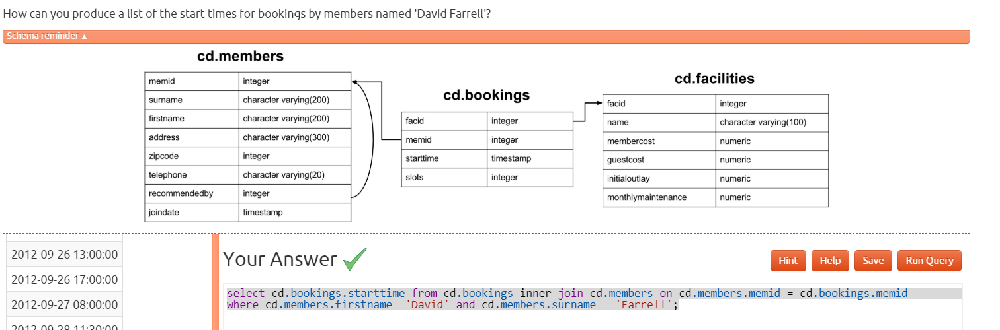 How can you produce a list of the start times for bookings by members named 'David Farrell'?
Schema reminder ▲
cd.members
memid integer
surname character varying(200)
firstname character varying(200)
address character varying(300)
zipcode integer
telephone character varying(20)
recommendedby integer
joindate timestamp
cd.bookings
facid integer
memid integer
starttime timestamp
slots integer
cd.facilities
facid integer
name character varying(100)
membercost numeric
guestcost numeric
initialoutlay numeric
monthlymaintenance numeric
2012-09-26 13:00:00
2012-09-26 17:00:00
2012-09-27 08:00:00
2012-09-28 11:30:00
Your Answer
Hint Help Save Run Query
select cd.bookings.starttime from cd.bookings inner join cd.members on cd.members.memid = cd.bookings.memid
where cd.members.firstname ='David' and cd.members.surname = 'Farrell';